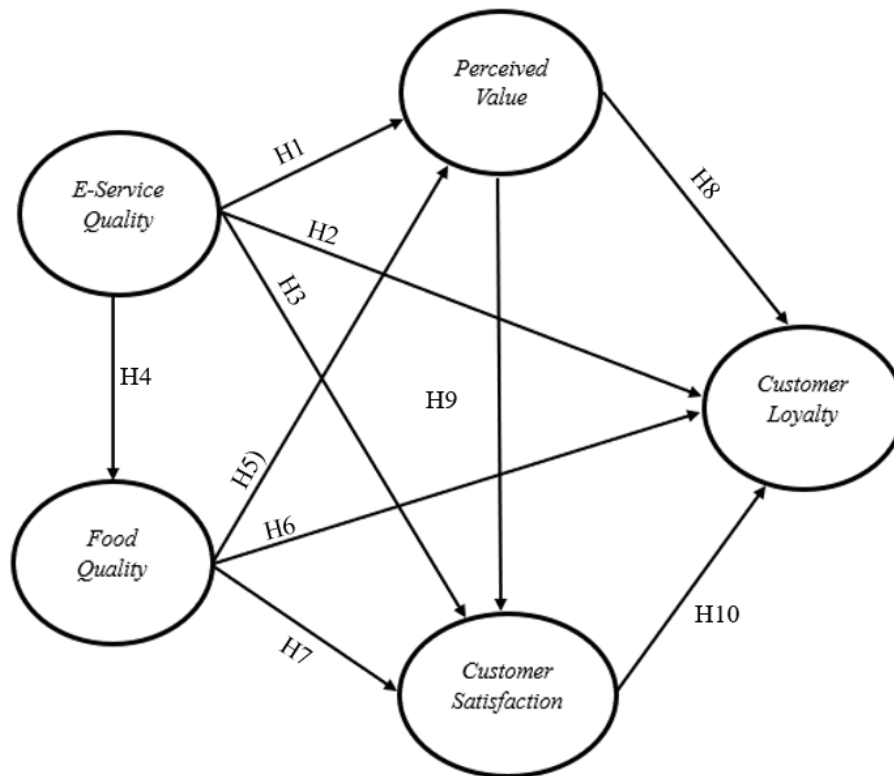 Perceived
Value
H1
H8
E-Service
Quality
H2
H3
H4
H9
Customer
Loyalty
H5)
H6
Food
Quality
H7
H10
Customer
Satisfaction